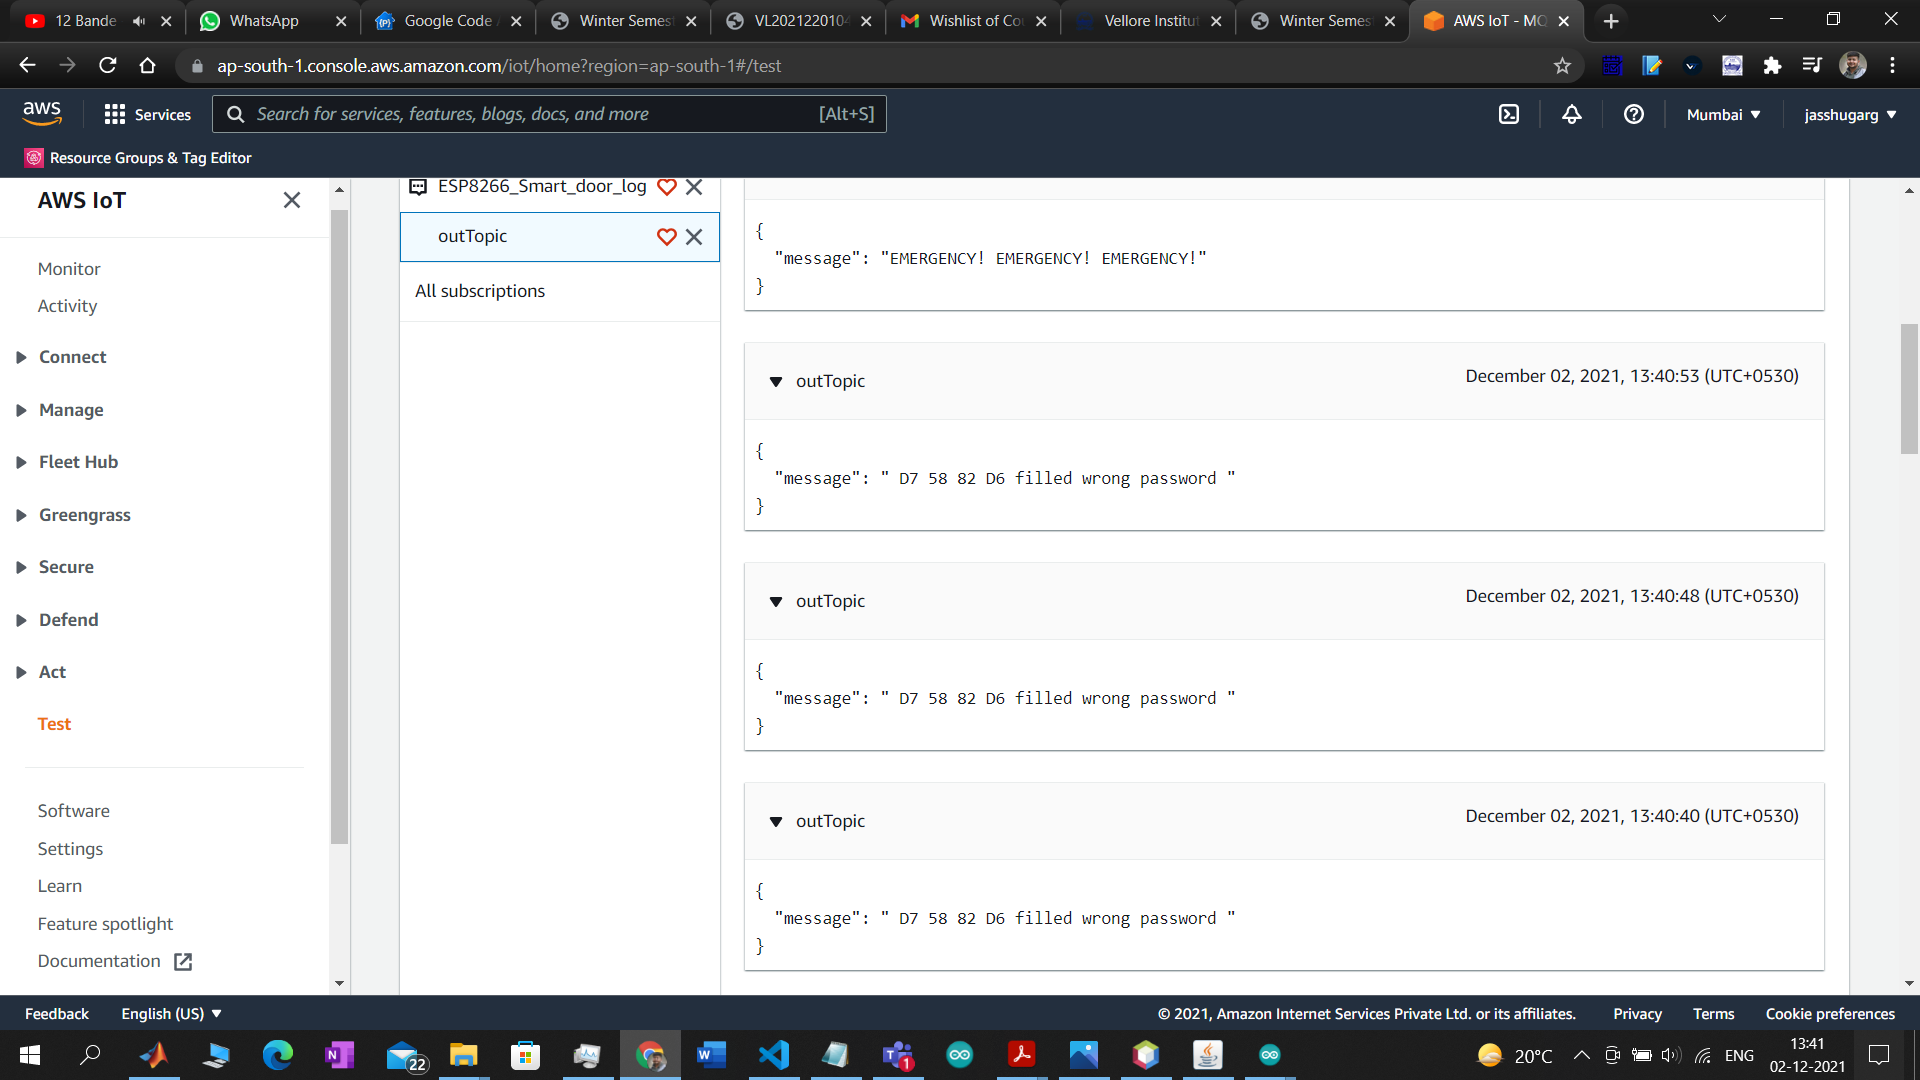 12 Bande
WhatsApp
Google Code
Winter Semest
VL2021220104
Wishlist of Cou
Vellore Institut
Winter Semest
AWS IoT - MQ
ap-south-1.console.aws.amazon.com/iot/home?region=ap-south-1#/test
aws
Services
Search for services, features, blogs, docs, and more
[Alt+S]
Mumbai
jasshugarg
Resource Groups & Tag Editor
AWS IoT
Monitor
Activity
Connect
Manage
Fleet Hub
Greengrass
Secure
Defend
Act
Test
Software
Settings
Learn
Feature spotlight
Documentation
ESP8266_Smart_door_log
outTopic
All subscriptions
{
"message": "EMERGENCY! EMERGENCY! EMERGENCY!"
}
outTopic
December 02, 2021, 13:40:53 (UTC+0530)
{
"message": " D7 58 82 D6 filled wrong password "
}
outTopic
December 02, 2021, 13:40:48 (UTC+0530)
{
"message": " D7 58 82 D6 filled wrong password "
}
outTopic
December 02, 2021, 13:40:40 (UTC+0530)
{
"message": " D7 58 82 D6 filled wrong password "
}
Feedback
English (US)
© 2021, Amazon Internet Services Private Ltd. or its affiliates.
Privacy
Terms
Cookie preferences
22
1
20°C
ENG
13:41
02-12-2021